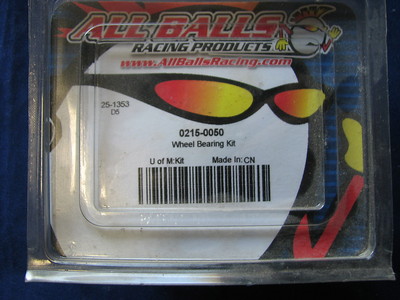 ALL BALLS
RACING PRODUCTS
www.AllBallsRacing.com
25-1353
D5
0215-0050
Wheel Bearing Kit
U of M:Kit Made In: CN